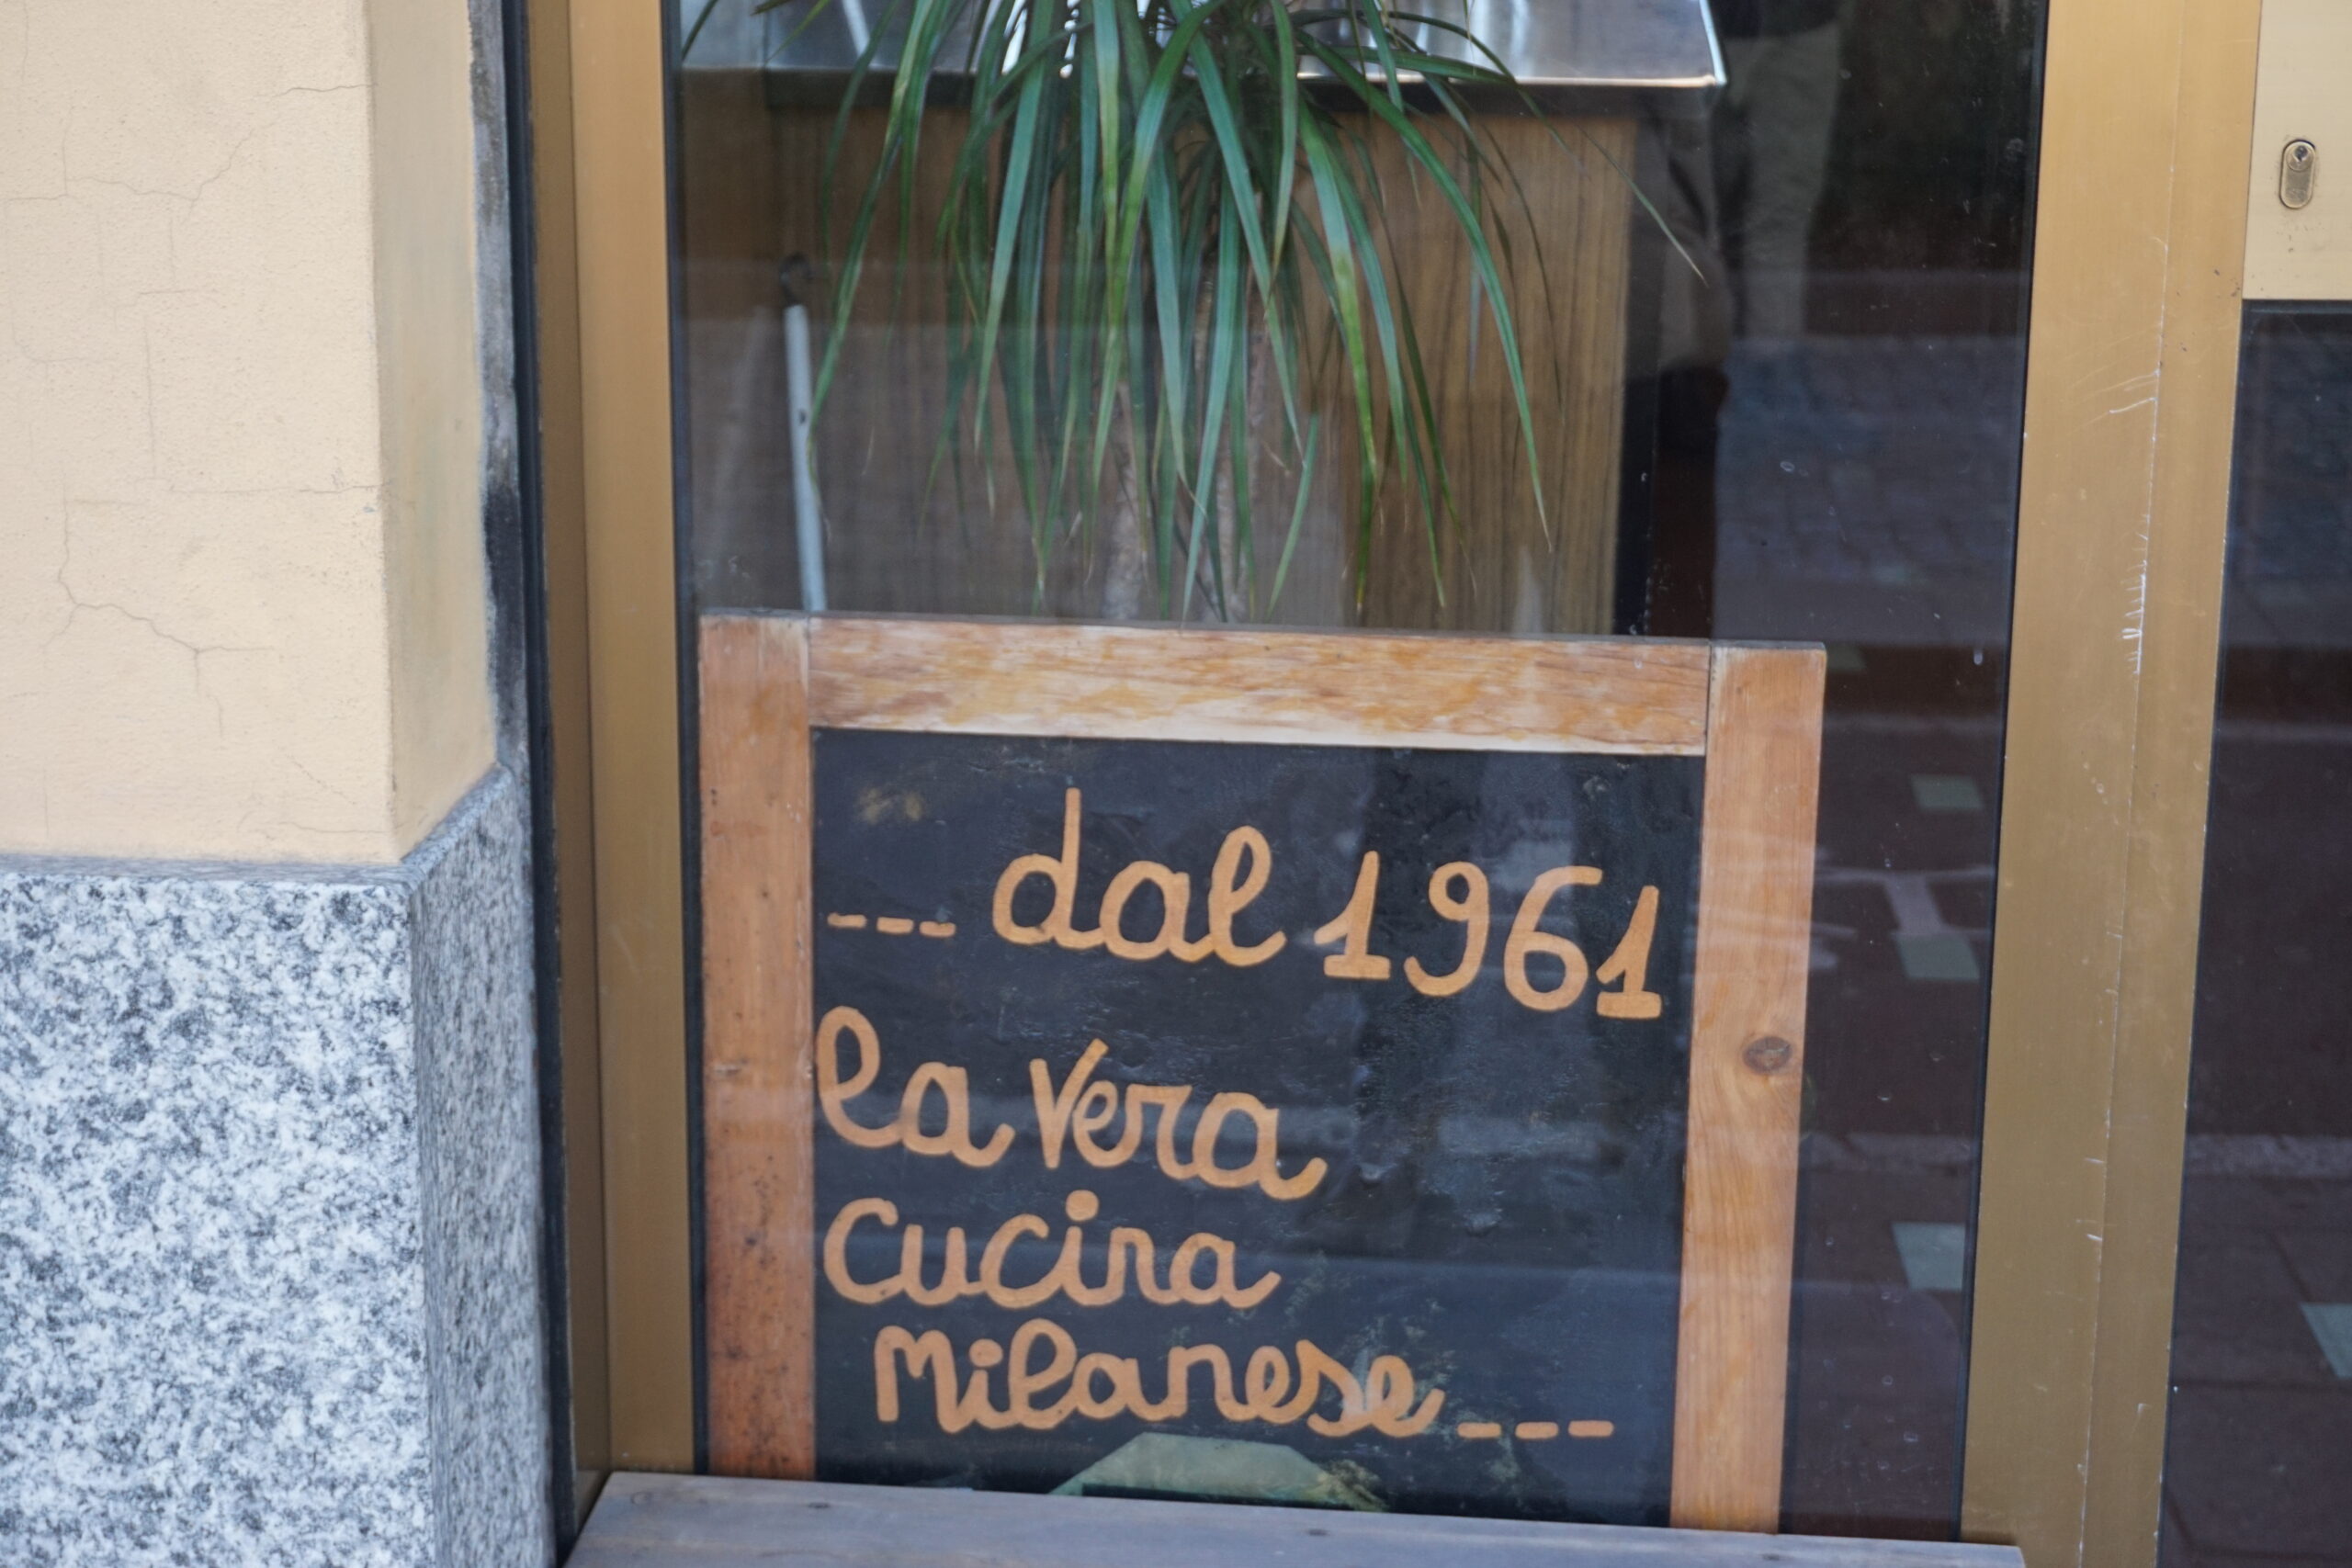 --- dal 1961
la vera
cucina
Milanese ---